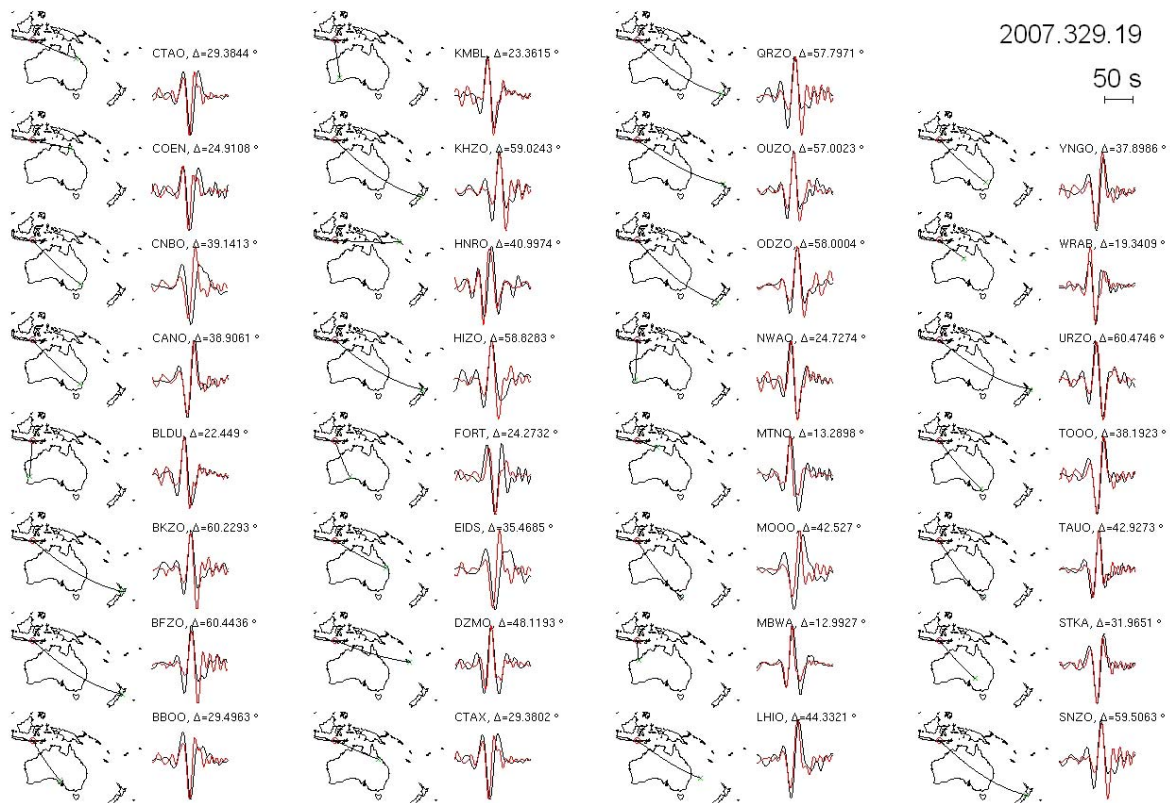 2007.329.19
50 s
CTAO, Δ=29.3844 °
KMBL, Δ=23.3615 °
QRZO, Δ=57.7971 °
COEN, Δ=24.9108 °
KHZO, Δ=59.0243 °
OUZO, Δ=57.0023 °
YNGO, Δ=37.8986 °
CNBO, Δ=39.1413 °
HNRO, Δ=40.9974 °
ODZO, Δ=58.0004 °
WRAB, Δ=19.3409 °
CANO, Δ=38.9061 °
HIZO, Δ=58.8283 °
NWAO, Δ=24.7274 °
URZO, Δ=60.4746 °
BLDU, Δ=22.449 °
FORT, Δ=24.2732 °
MTNO, Δ=13.2898 °
TOOO, Δ=38.1923 °
BKZO, Δ=60.2293 °
EIDS, Δ=35.4685 °
MOOO, Δ=42.527 °
TAUO, Δ=42.9273 °
BFZO, Δ=60.4436 °
DZMO, Δ=48.1193 °
MBWA, Δ=12.9927 °
STKA, Δ=31.9651 °
BBOO, Δ=29.4963 °
CTAX, Δ=29.3802 °
LHIO, Δ=44.3321 °
SNZO, Δ=59.5063 °